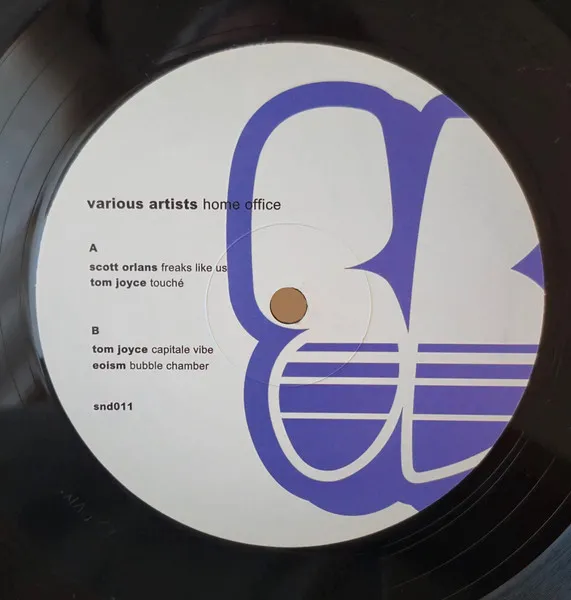 various artists home office
A
scott orlans freaks like us
tom joyce touché
B
tom joyce capitale vibe
eoism bubble chamber
snd011